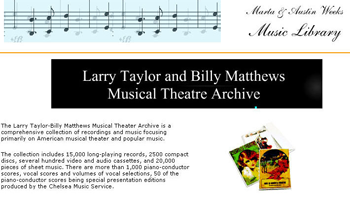 Marta & Austin Weeks
Music Library
Larry Taylor and Billy Matthews
Musical Theatre Archive
The Larry Taylor-Billy Matthews Musical Theater Archive is a
comprehensive collection of recordings and music focusing
primarily on American musical theater and popular music.
The collection includes 15,000 long-playing records, 2500 compact
discs, several hundred video and audio cassettes, and 20,000
pieces of sheet music. There are more than 1,000 piano-conductor
scores, vocal scores and volumes of vocal selections, 50 of the
piano-conductor scores being special presentation editions
produced by the Chelsea Music Service.